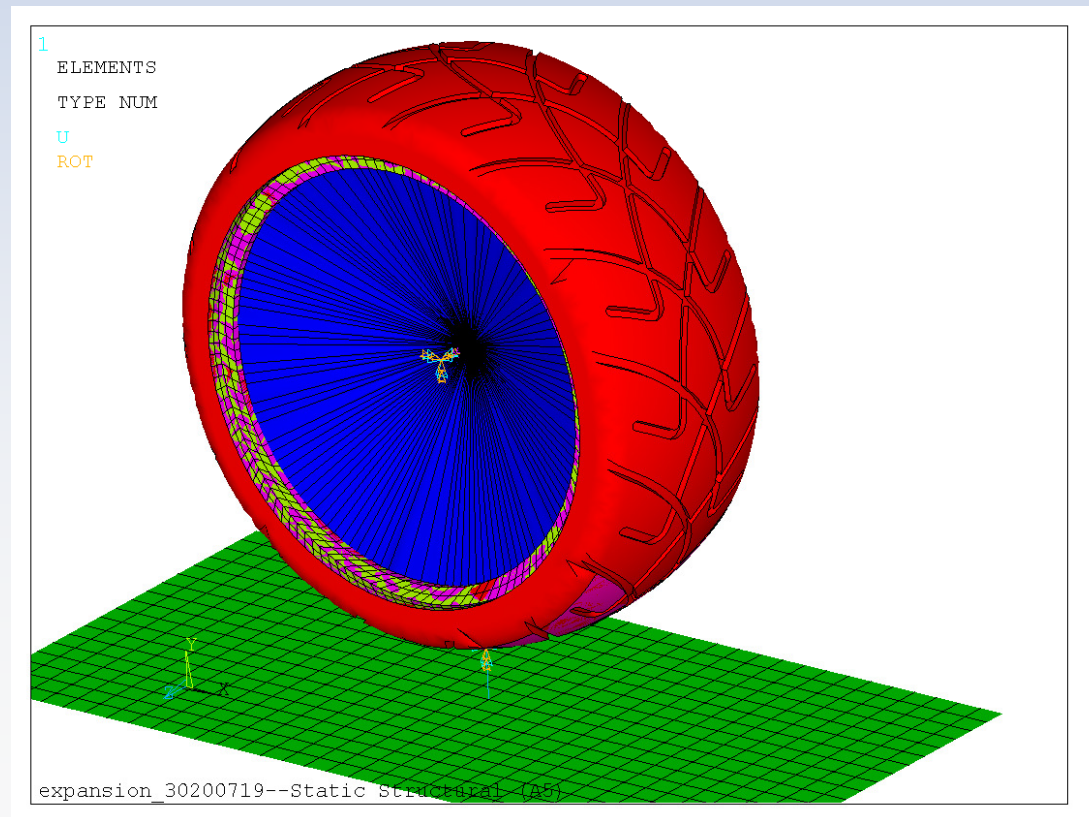 1
ELEMENTS
TYPE NUM
U
ROT
Y
Z
X
expansion_30200719--Static Structural (A5)